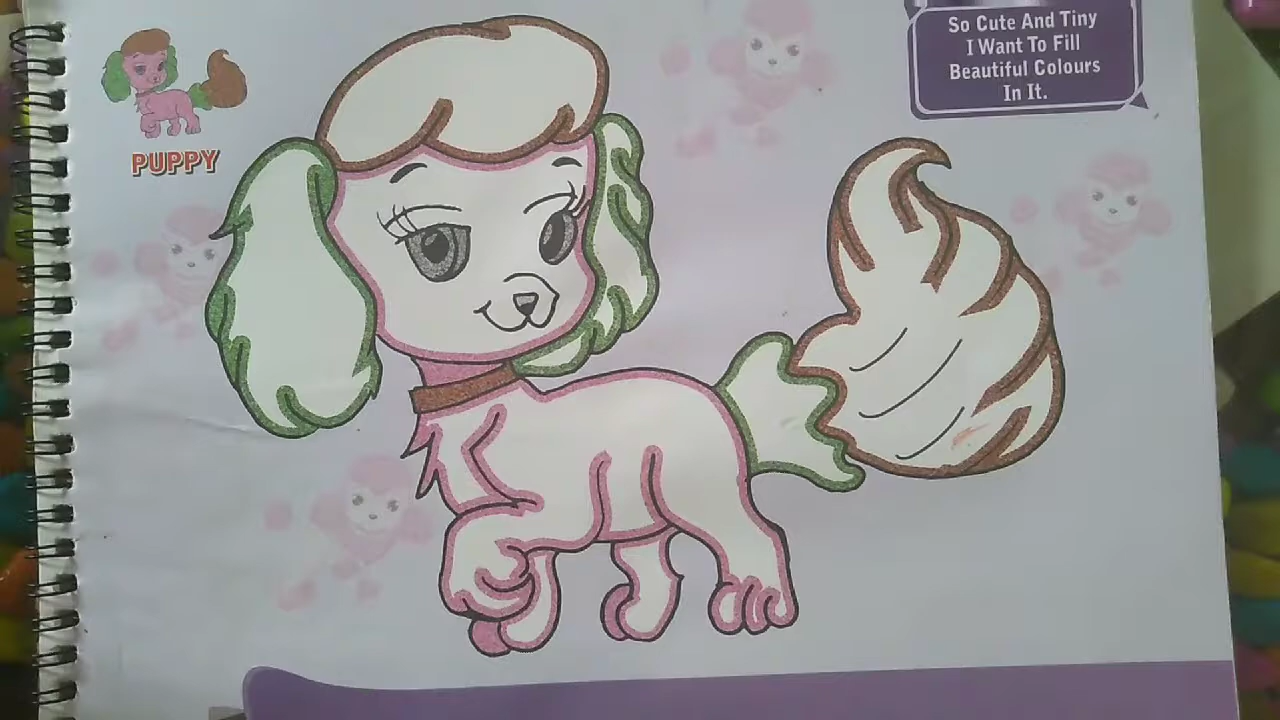 So Cute And Tiny
I Want To Fill
Beautiful Colours
In It.
PUPPY